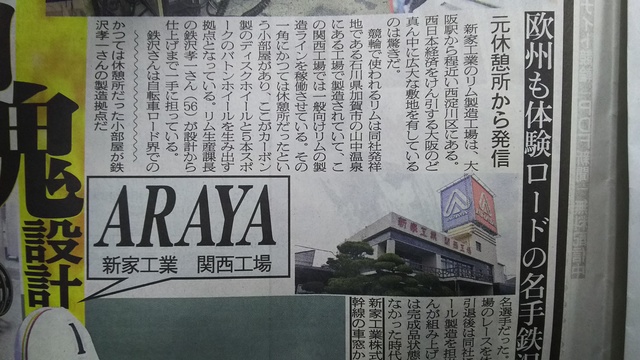 欧州も体験ロードの名手鉄沢
元休憩所から発信
新家工業のリム製造工場は、大
阪駅から程近い西淀川区にある。
西日本経済をけん引する大阪のど
真ん中に広大な敷地を有している
のは驚きだ。
競輪で使われるリムは同社発祥
地である石川県加賀市の山中温泉
にある工場で製造されていて、こ
の関西工場では一般向けリムの製
造ラインを稼働させている。その
一角にかつては休憩所だったとい
う小部屋があり、ここがカーボン
製のディスクホイールと5本スポ
ークのバトンホイールを生み出す
拠点となっている。リム生産課長
の鉄沢孝一さん(56)が設計から
仕上げまで一手に担っている。
鉄沢さんは自転車ロード界での
かつては休憩所だった小部屋が鉄
沢孝一さんの製造拠点だ
鬼
設計
ARAYA
新家工業 関西工場
新家工業 関西工場
名選手だった
場のレースを
引退後は同社
ール製造を担
んが組み上げ
は完成品状態
なかった時代
新家工業株式
幹線の車窓か
1